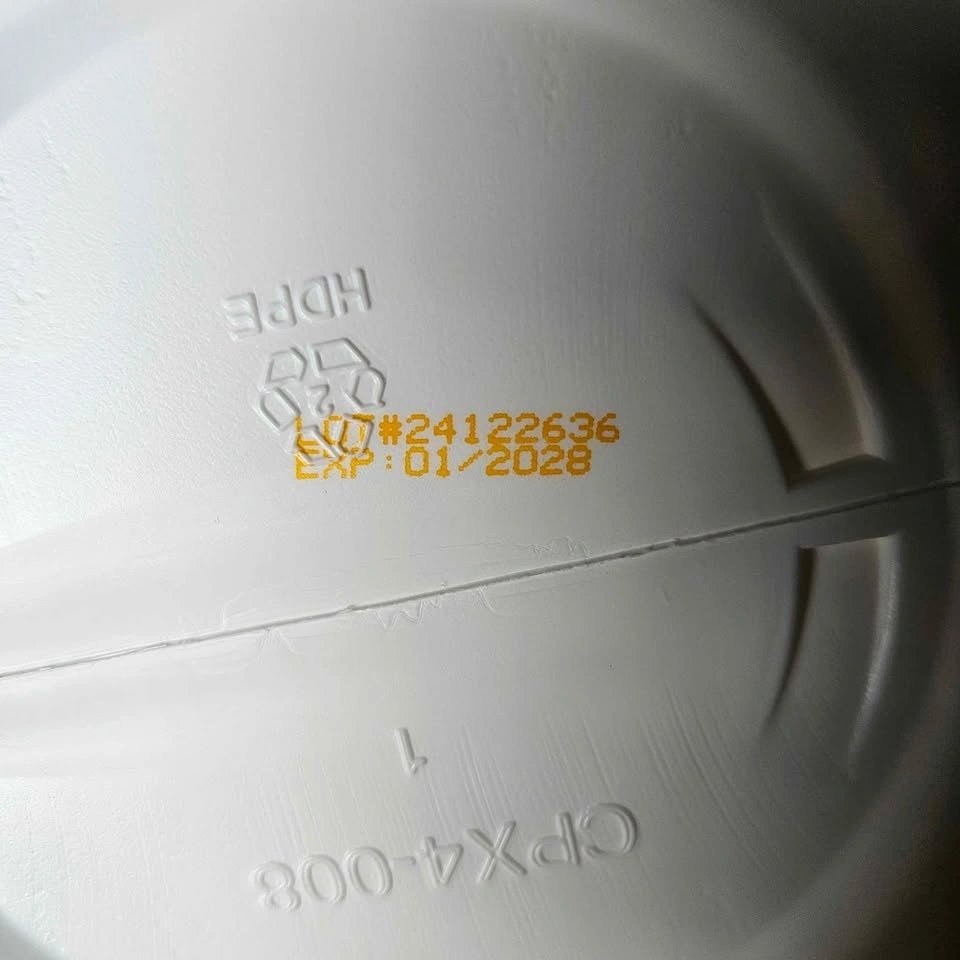 HDPE
2
LOT#24122636
EXP:01/2028
1
CPX4-008